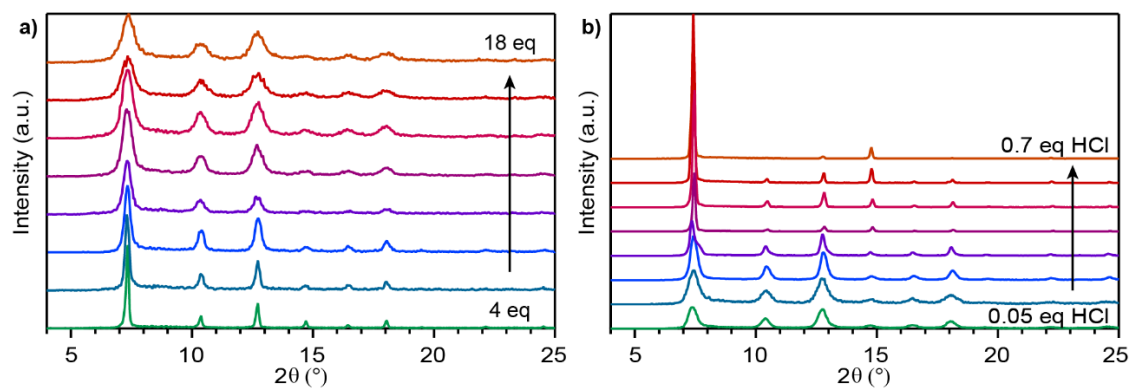 a)
Intensity (a.u.)
18 eq
4 eq
5 10 15 20 25
2θ (°)
b)
Intensity (a.u.)
0.7 eq HCl
0.05 eq HCl
5 10 15 20 25
2θ (°)